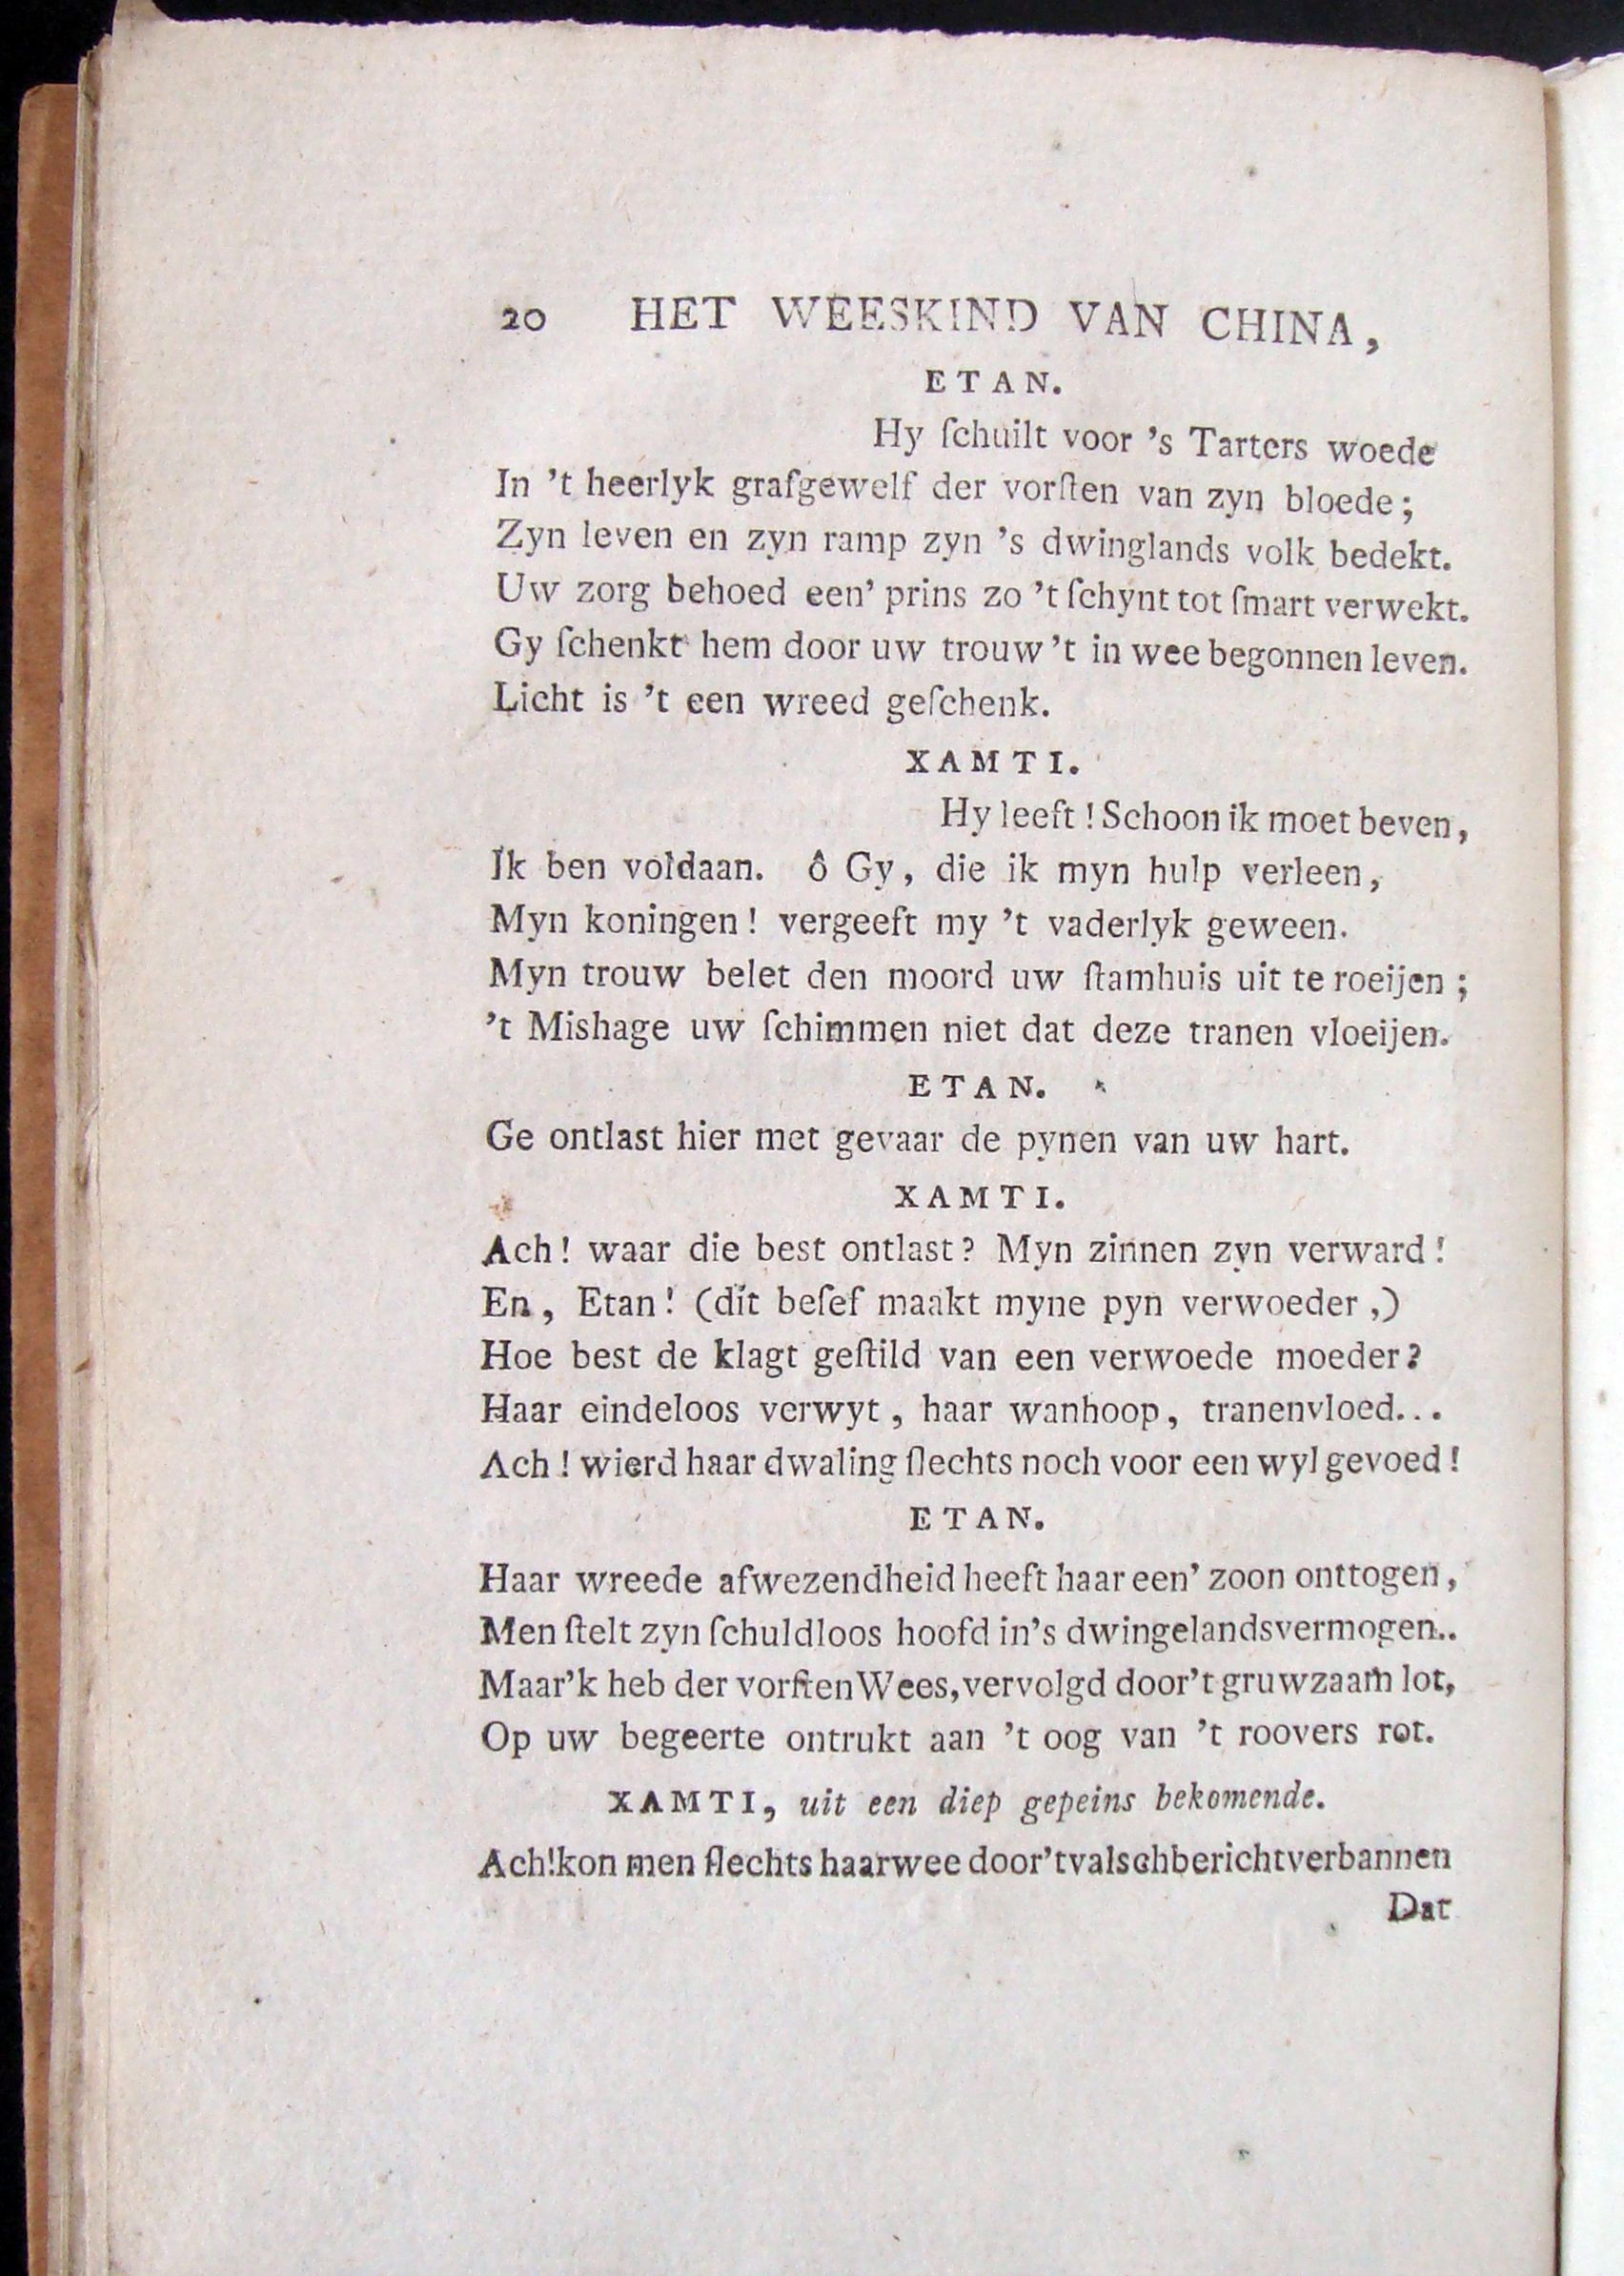 20 HET WEESKIND VAN CHINA,
ETAN.
Hy ſchuilt voor 's Tarters woede
In 't heerlyk grafgewelf der vorſten van zyn bloede;
Zyn leven en zyn ramp zyn 's dwinglands volk bedekt.
Uw zorg behoed een' prins zo 't ſchynt tot ſmart verwekt.
Gy ſchenkt hem door uw trouw 't in wee begonnen leven.
Licht is 't een wreed geſchenk.
XAMTI.
Hy leeft! Schoon ik moet beven,
Ik ben voldaan. ô Gy, die ik myn hulp verleen,
Myn koningen! vergeeft my 't vaderlyk geween.
Myn trouw belet den moord uw ſtamhuis uit te roeijen;
't Mishage uw ſchimmen niet dat deze tranen vloeijen.
ETAN.
Ge ontlast hier met gevaar de pynen van uw hart.
XAMTI.
Ach! waar die best ontlast? Myn zinnen zyn verward!
En, Etan! (dit beſef maakt myne pyn verwoeder,)
Hoe best de klagt geſtild van een verwoede moeder?
Haar eindeloos verwyt, haar wanhoop, tranenvloed...
Ach! wierd haar dwaling ſlechts noch voor een wyl gevoed!
ETAN.
Haar wreede afwezendheid heeft haar een' zoon onttogen,
Men ſtelt zyn ſchuldloos hoofd in 's dwingelands vermogen..
Maar 'k heb der vorſten Wees, vervolgd door 't gruwzaam lot,
Op uw begeerte ontrukt aan 't oog van 't roovers rot.
XAMTI, uit een diep gepeins bekomende.
Ach! kon men ſlechts haar wee door 't valsch bericht verbannen
Dat